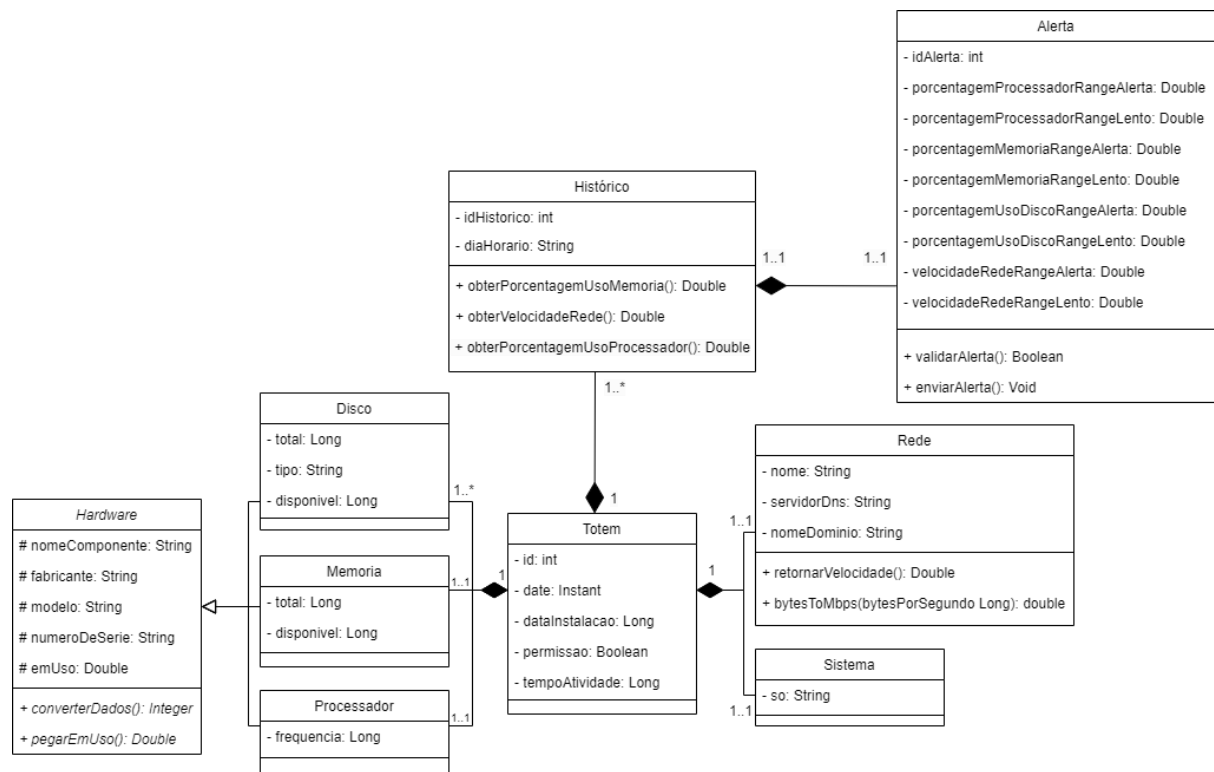 Alerta
- idAlerta: int
- porcentagemProcessadorRangeAlerta: Double
- porcentagemProcessadorRangeLento: Double
- porcentagemMemoriaRangeAlerta: Double
- porcentagemMemoriaRangeLento: Double
- porcentagemUsoDiscoRangeAlerta: Double
- porcentagemUsoDiscoRangeLento: Double
- velocidadeRedeRangeAlerta: Double
- velocidadeRedeRangeLento: Double
+ validarAlerta(): Boolean
+ enviarAlerta(): Void
Histórico
- idHistorico: int
- diaHorario: String
+ obterPorcentagemUsoMemoria(): Double
+ obterVelocidadeRede(): Double
+ obterPorcentagemUsoProcessador(): Double
1..1
1..1
1..*
1
Disco
- total: Long
- tipo: String
- disponivel: Long
1..*
Hardware
# nomeComponente: String
# fabricante: String
# modelo: String
# numeroDeSerie: String
# emUso: Double
+ converterDados(): Integer
+ pegarEmUso(): Double
Memoria
- total: Long
- disponivel: Long
1..1
1
Processador
- frequencia: Long
1..1
Totem
- id: int
- date: Instant
- dataInstalacao: Long
- permissao: Boolean
- tempoAtividade: Long
1
Rede
- nome: String
- servidorDns: String
- nomeDominio: String
+ retornarVelocidade(): Double
+ bytesToMbps(bytesPorSegundo Long): double
1..1
Sistema
- so: String
1..1